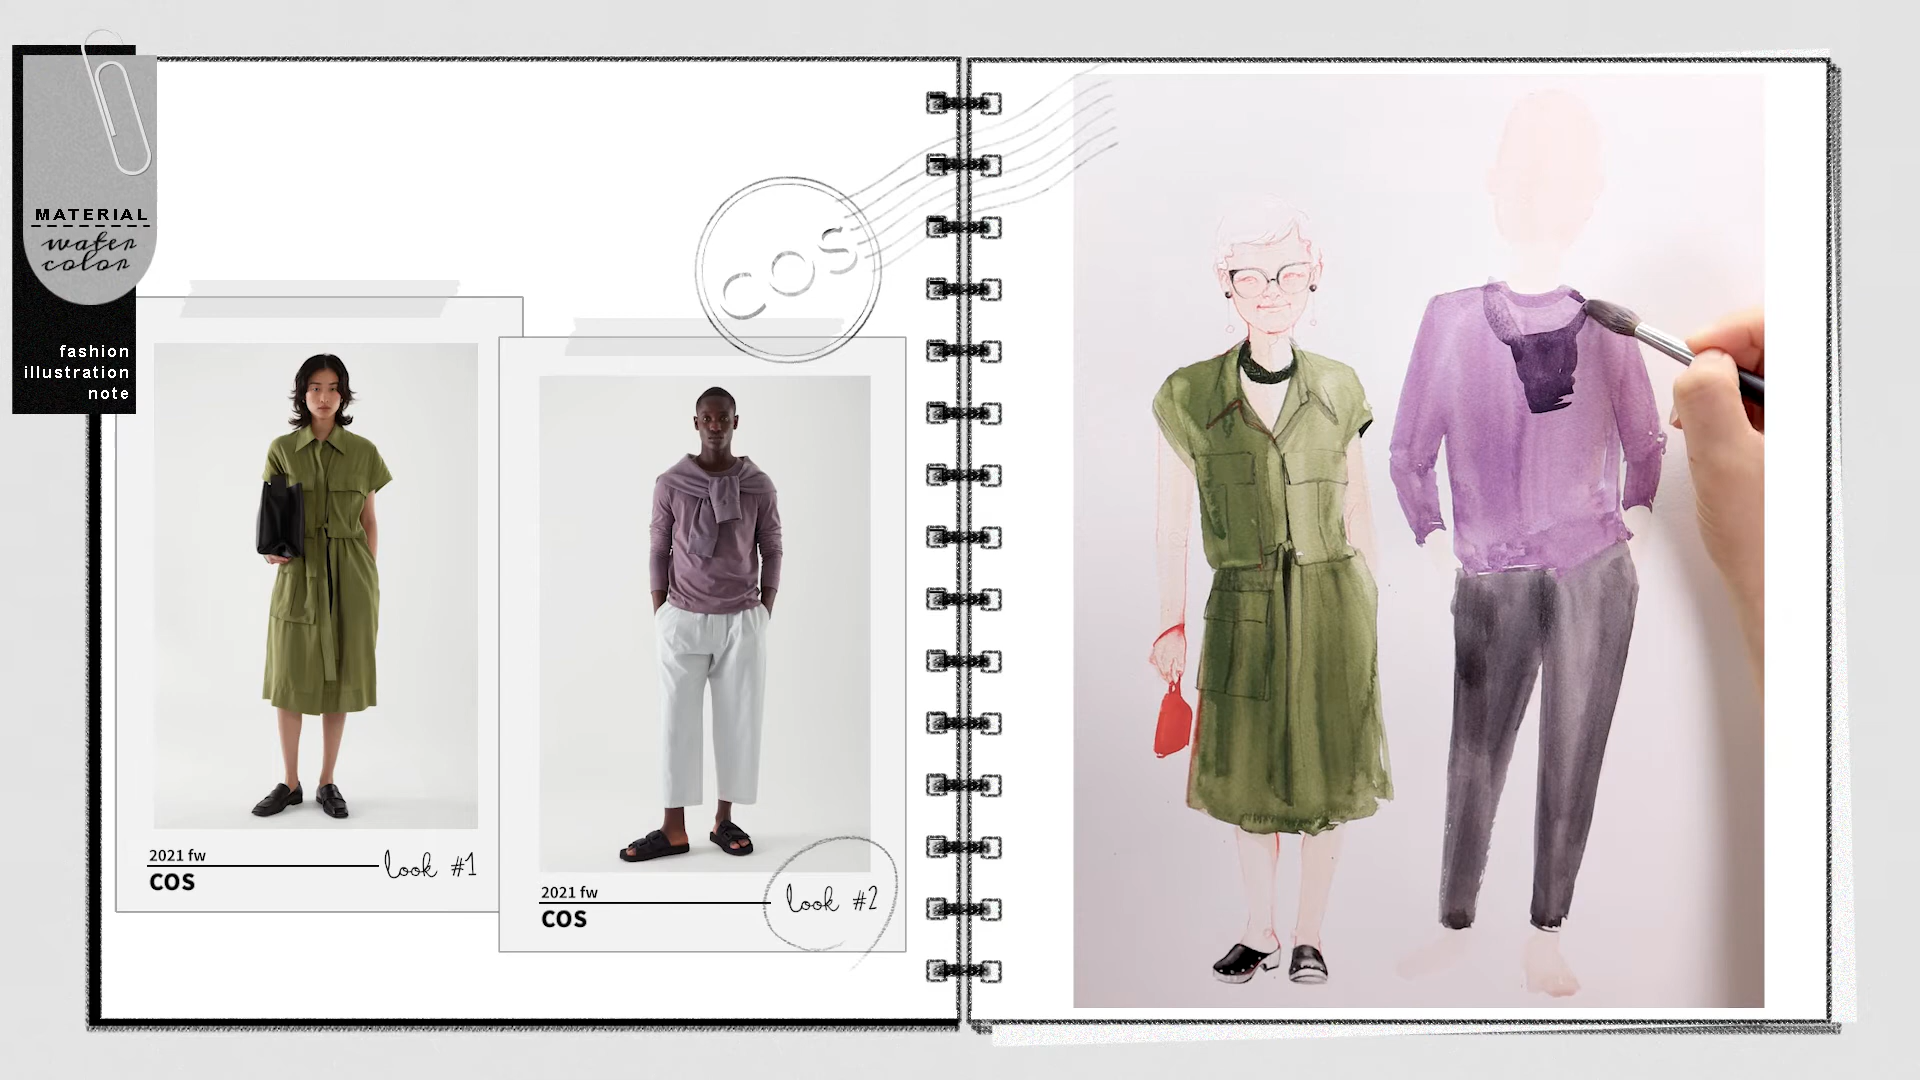 MATERIAL
water
color
fashion
illustration
note
COS
2021 fw
look #1
COS
2021 fw
look #2
COS